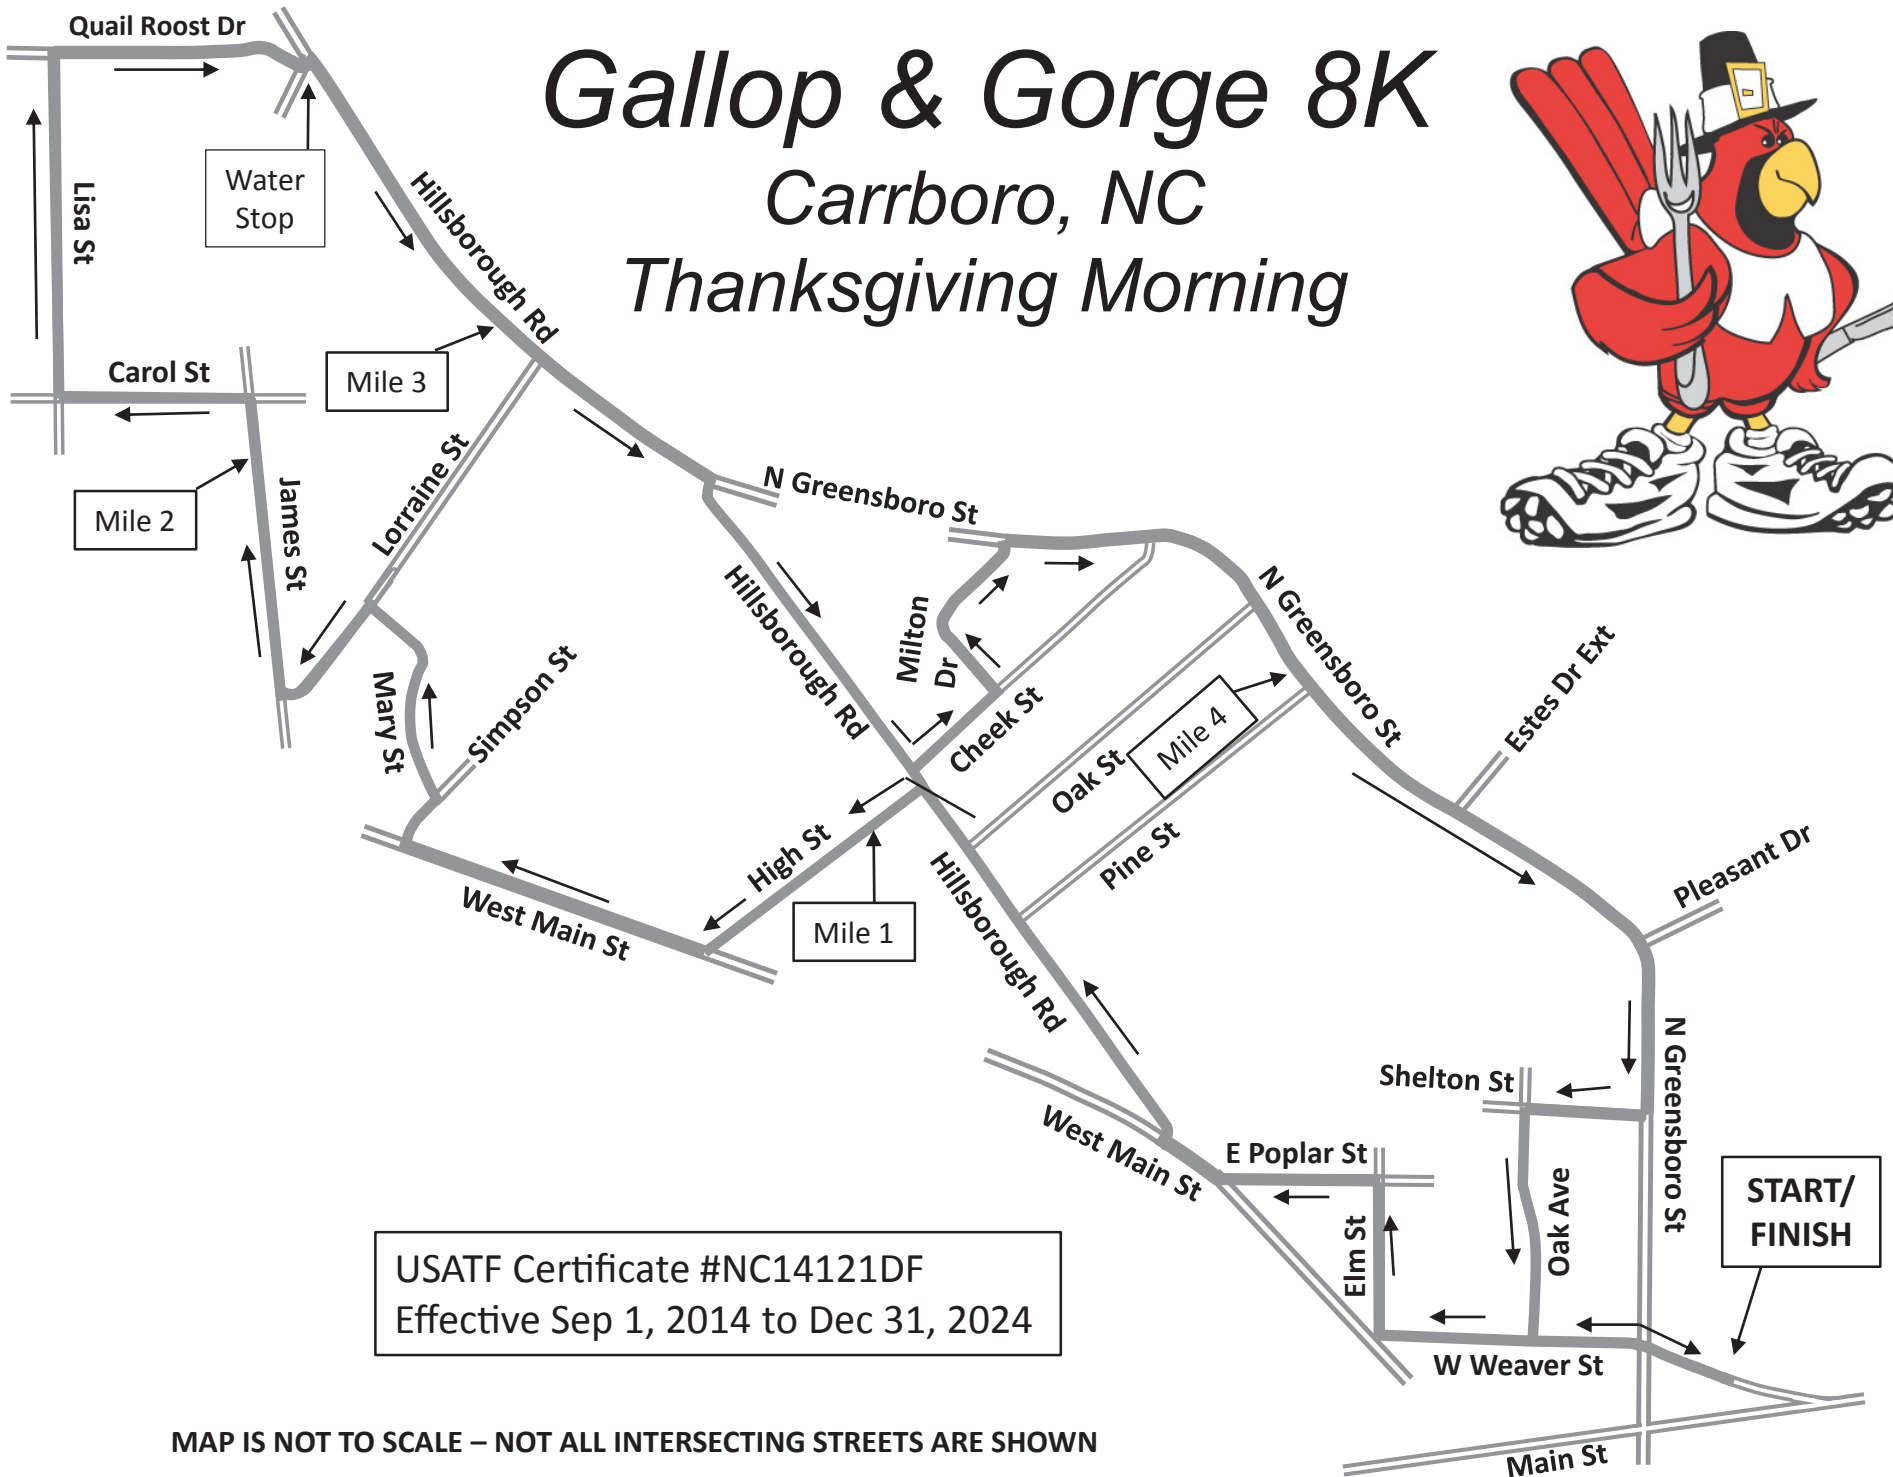 Quail Roost Dr
Gallop & Gorge 8K
Carrboro, NC
Thanksgiving Morning
Water
Stop
Lisa St
Hillsborough Rd
Carol St
Mile 3
Mile 2
James St
Lorraine St
N Greensboro St
Hillsborough Rd
Milton
Dr
N Greensboro St
Mary St
Simpson St
Cheek St
Oak St
Mile 4
Estes Dr Ext
Pine St
Pleasant Dr
High St
Mile 1
West Main St
Hillsborough Rd
Shelton St
N Greensboro St
West Main St
E Poplar St
Elm St
Oak Ave
START/
FINISH
W Weaver St
Main St
USATF Certificate #NC14121DF
Effective Sep 1, 2014 to Dec 31, 2024
MAP IS NOT TO SCALE – NOT ALL INTERSECTING STREETS ARE SHOWN